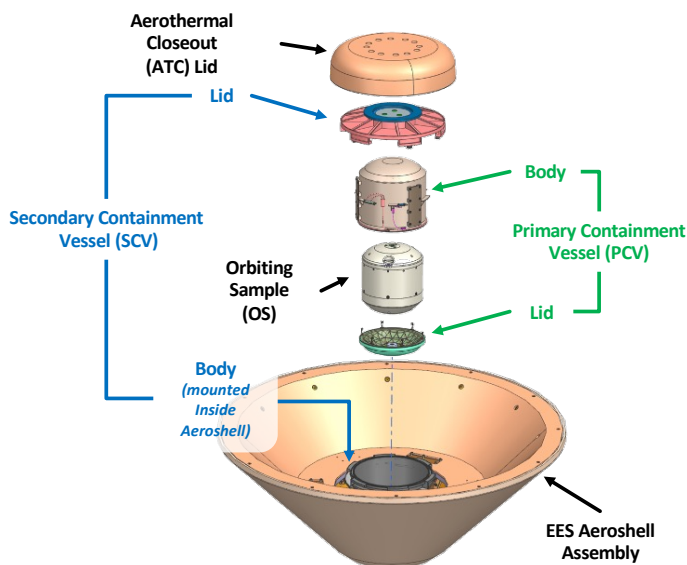 Aerothermal
Closeout
(ATC) Lid
Lid
Body
Secondary Containment
Vessel (SCV)
Primary Containment
Vessel (PCV)
Orbiting
Sample
(OS)
Lid
Body
(mounted
Inside
Aeroshell)
EES Aeroshell
Assembly